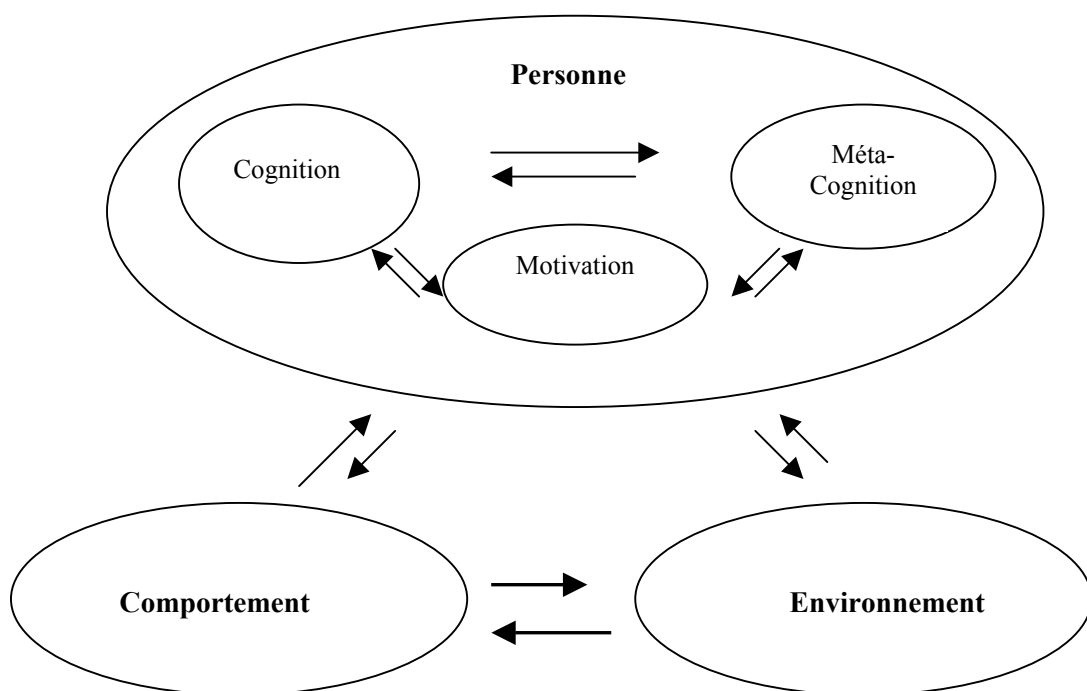 Personne
Cognition
Méta-
Cognition
Motivation
Comportement
Environnement